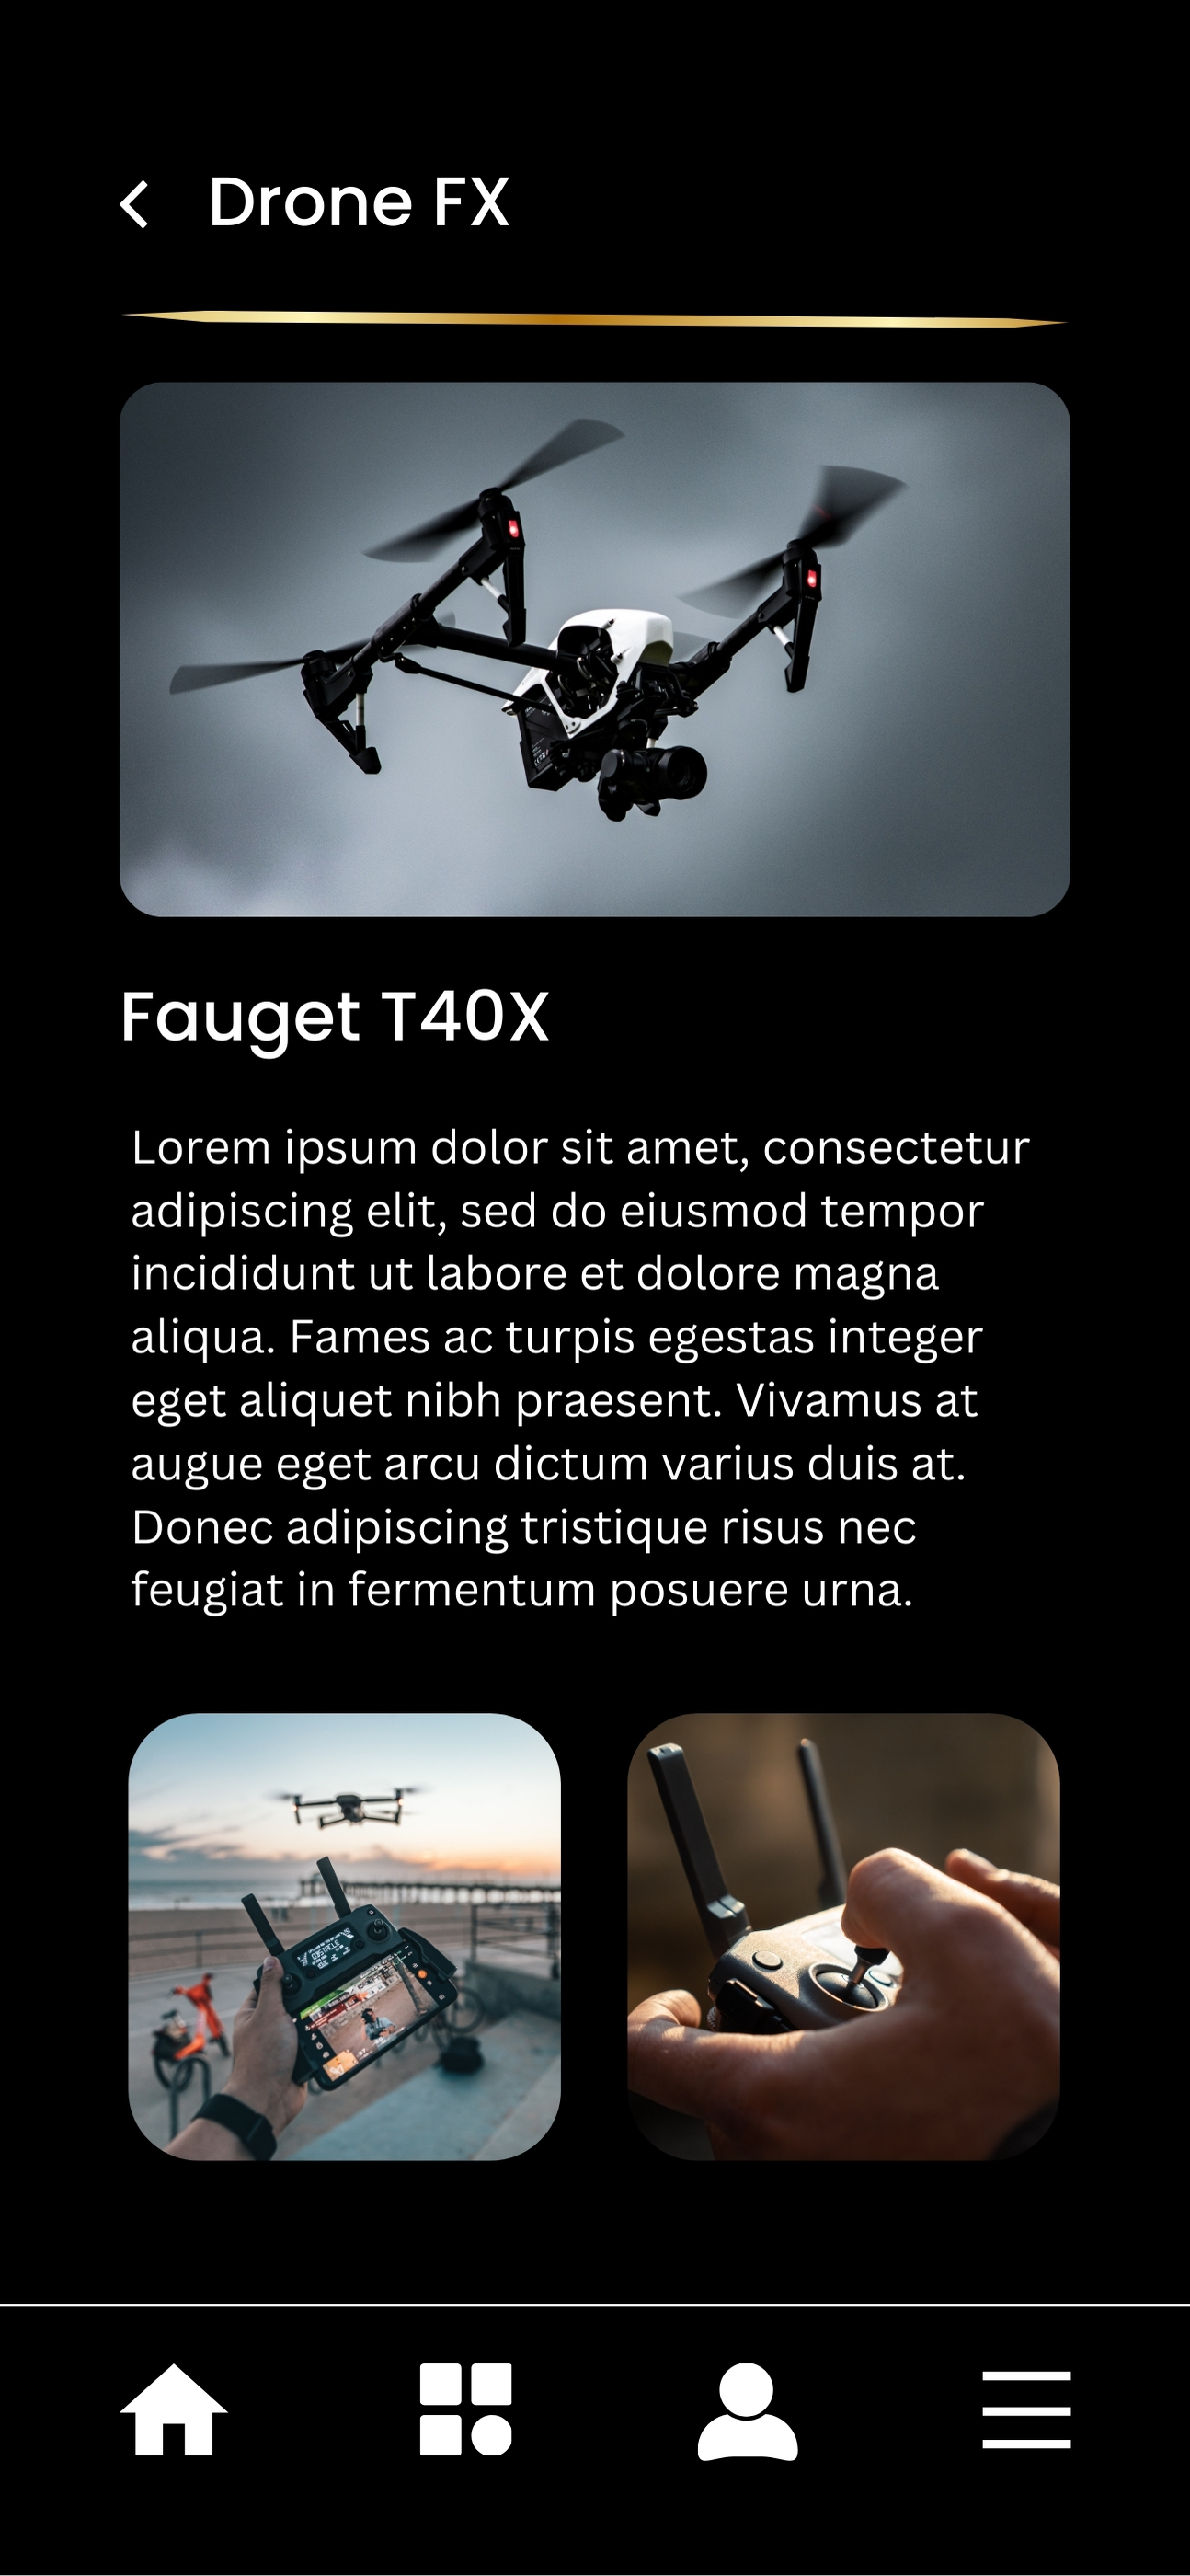 Drone FX
Fauget T40X
Lorem ipsum dolor sit amet, consectetur
adipiscing elit, sed do eiusmod tempor
incididunt ut labore et dolore magna
aliqua. Fames ac turpis egestas integer
eget aliquet nibh praesent. Vivamus at
augue eget arcu dictum varius duis at.
Donec adipiscing tristique risus nec
feugiat in fermentum posuere urna.
OBSTACLE